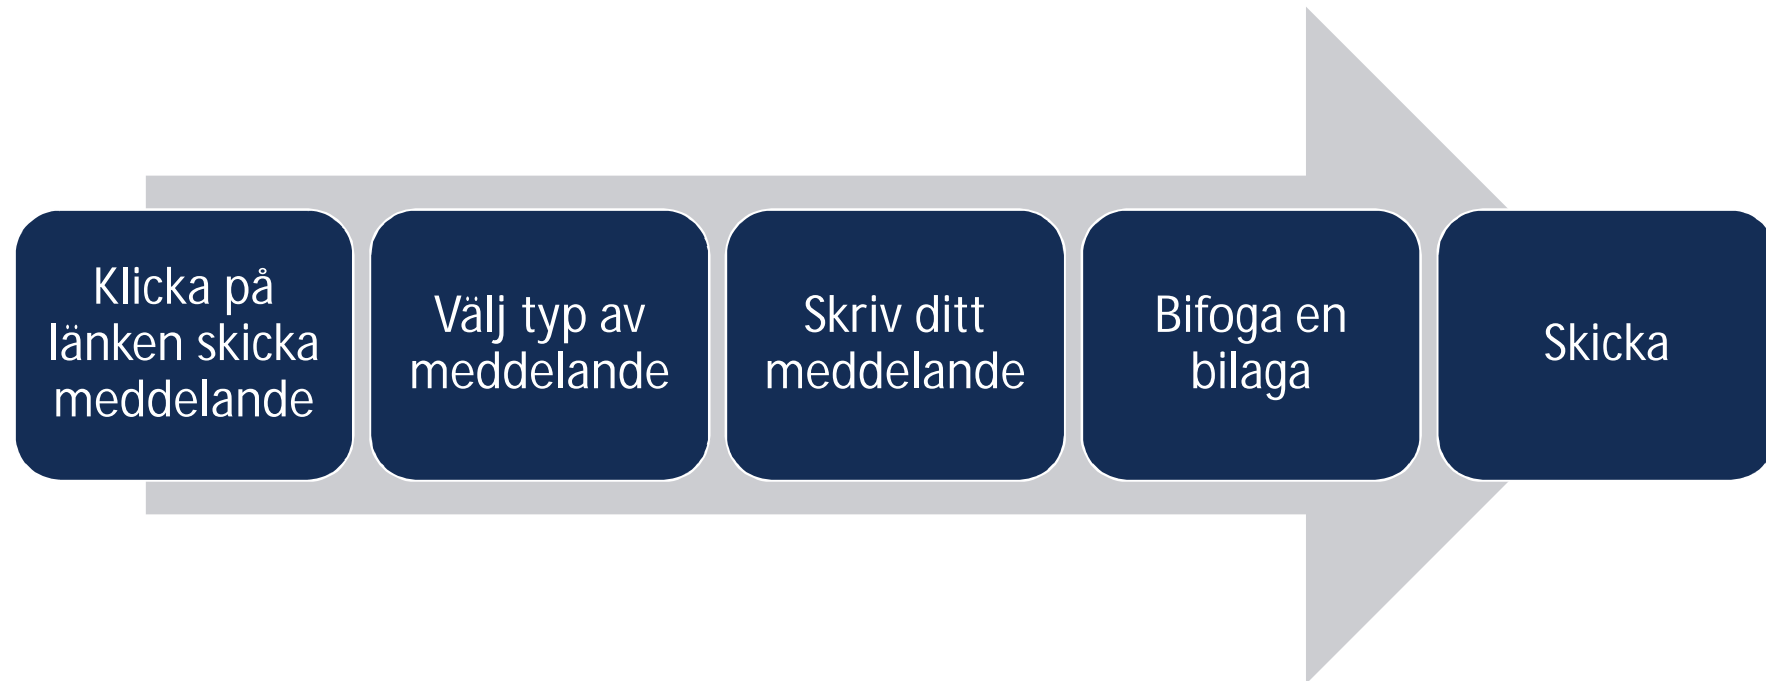 Klicka på
länken skicka
meddelande
Välj typ av
meddelande
Skriv ditt
meddelande
Bifoga en
bilaga
Skicka